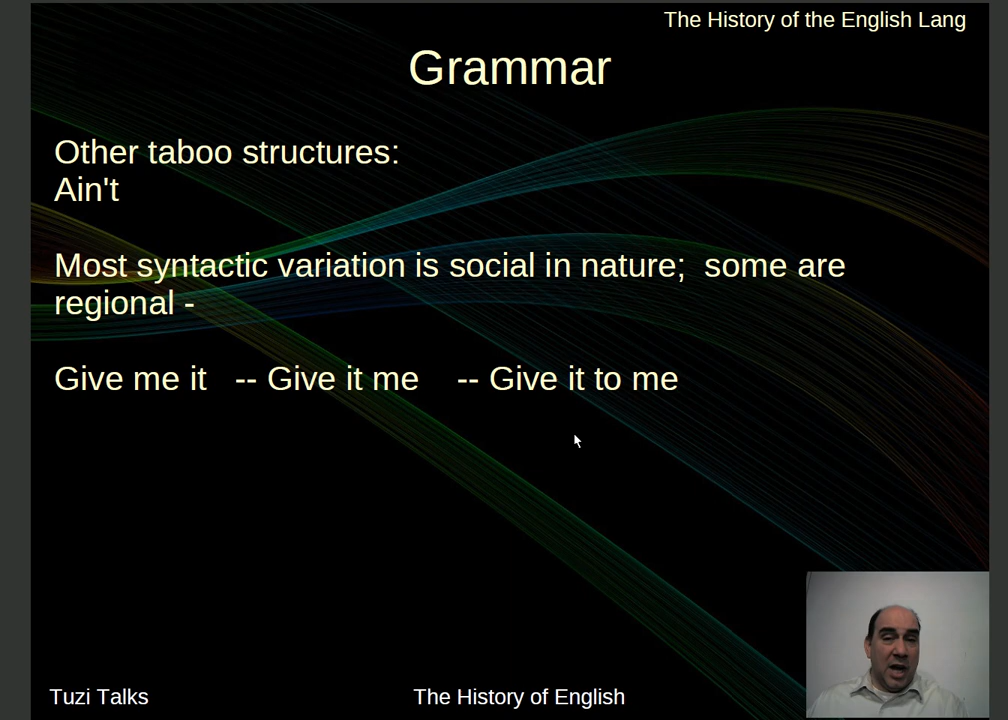 The History of the English Lang
Grammar
Other taboo structures:
Ain't
Most syntactic variation is social in nature;  some are
regional -
Give me it   -- Give it me    -- Give it to me
Tuzi Talks
The History of English